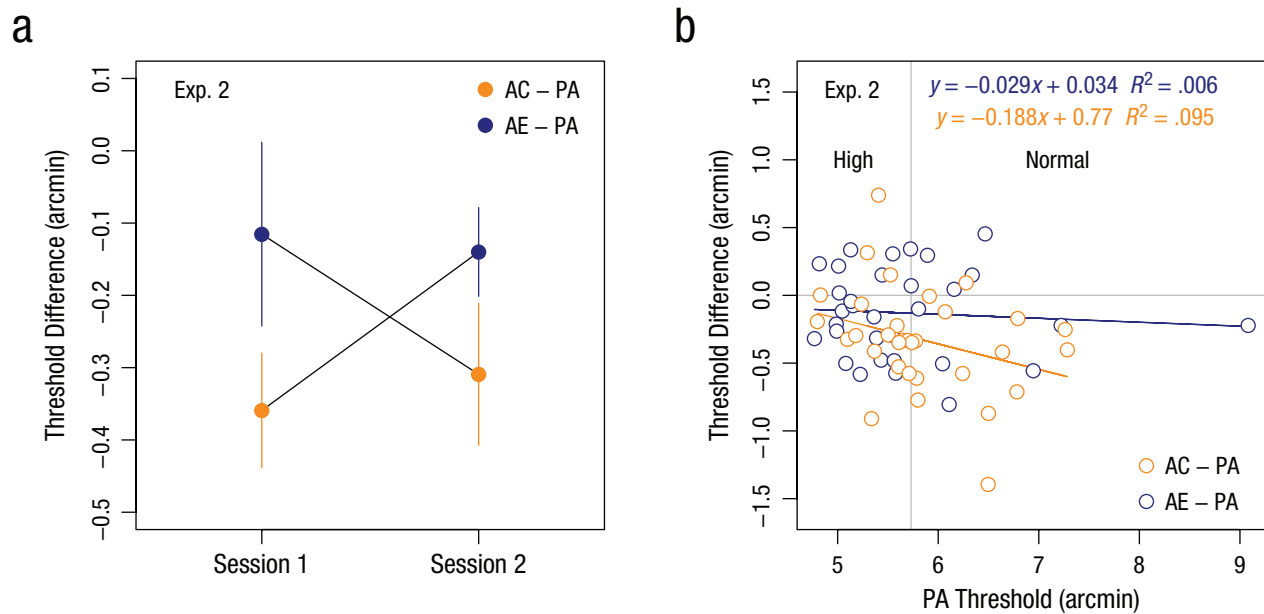 a
Exp. 2
AC – PA
AE – PA
Threshold Difference (arcmin)
0.1
0.0
−0.1
−0.2
−0.3
−0.4
−0.5
Session 1 Session 2
b
Exp. 2
y = −0.029x + 0.034 R² = .006
y = −0.188x + 0.77 R² = .095
High Normal
Threshold Difference (arcmin)
1.5
1.0
0.5
0.0
−0.5
−1.0
−1.5
AC – PA
AE – PA
5 6 7 8 9
PA Threshold (arcmin)